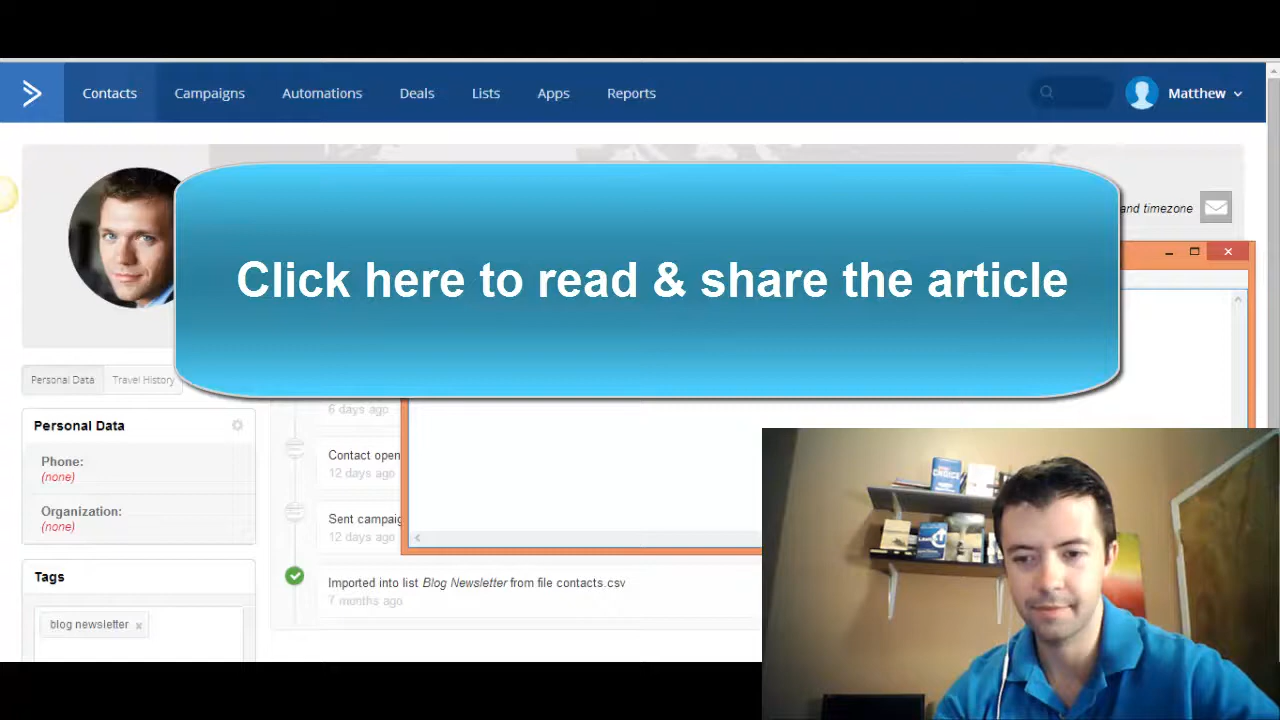 Contacts
Campaigns
Automations
Deals
Lists
Apps
Reports
Matthew
and timezone
Click here to read & share the article
Personal Data
Travel History
6 days ago
Personal Data
Phone:
(none)
Contact open
12 days ago
Organization:
(none)
Sent campaig
12 days ago
Tags
Imported into list Blog Newsletter from file contacts.csv
7 months ago
blog newsletter ×